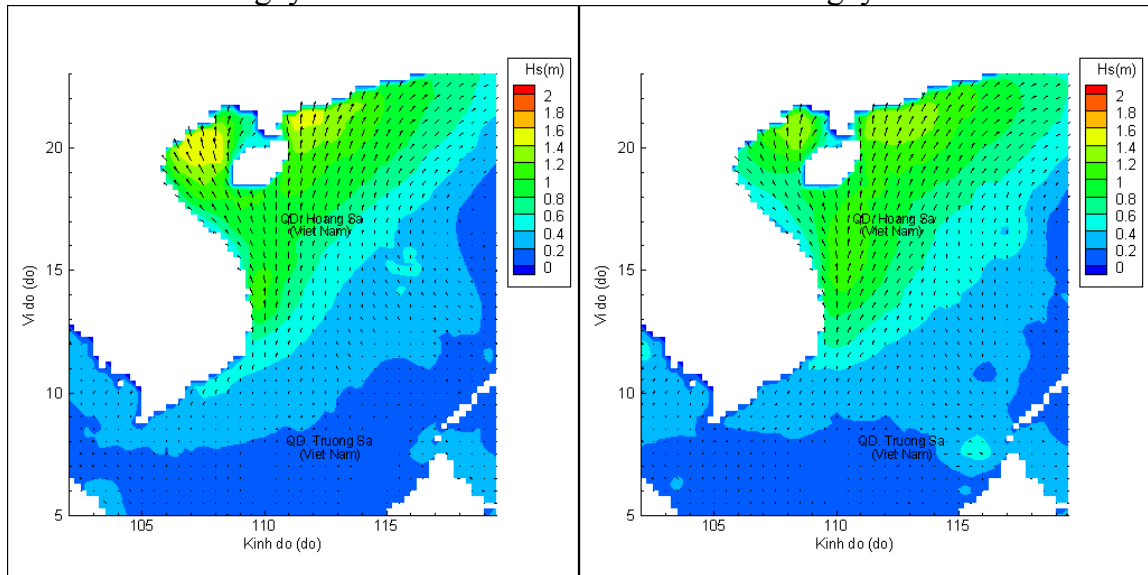 Hs(m)
2
1.8
1.6
1.4
1.2
1
0.8
0.6
0.4
0.2
0
20
15
10
5
Vi do (do)
QD. Hoang Sa
(Viet Nam)
QD. Truong Sa
(Viet Nam)
105
110
115
Kinh do (do)
Hs(m)
2
1.8
1.6
1.4
1.2
1
0.8
0.6
0.4
0.2
0
20
15
10
5
Vi do (do)
QD. Hoang Sa
(Viet Nam)
QD. Truong Sa
(Viet Nam)
105
110
115
Kinh do (do)